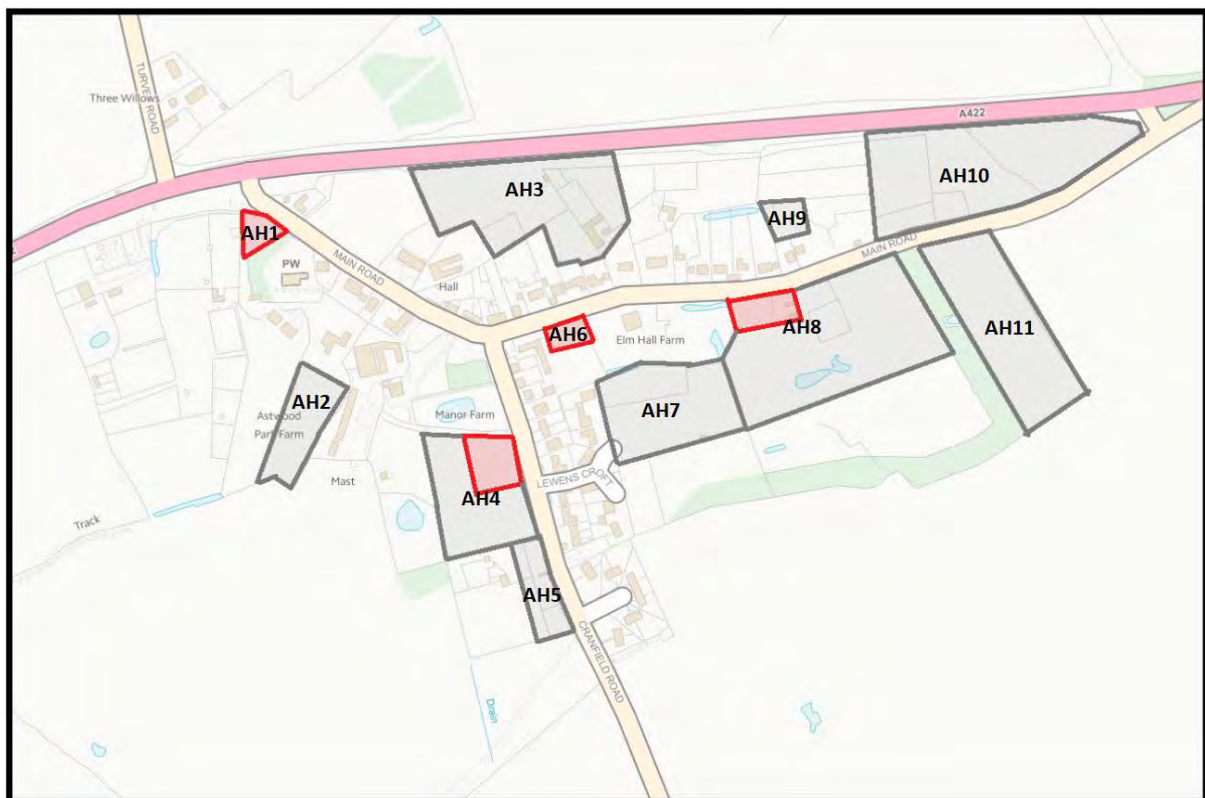 TURVEY ROAD
Three Willows
A422
AH3
AH10
AH1
AH9
MAIN ROAD
MAIN ROAD
PW
Hall
AH6
Elm Hall Farm
AH8
AH11
AH2
AH7
Astwood
Park Farm
Manor Farm
Mast
LEWENS CROFT
AH4
Track
AH5
CRANFIELD ROAD
Drain